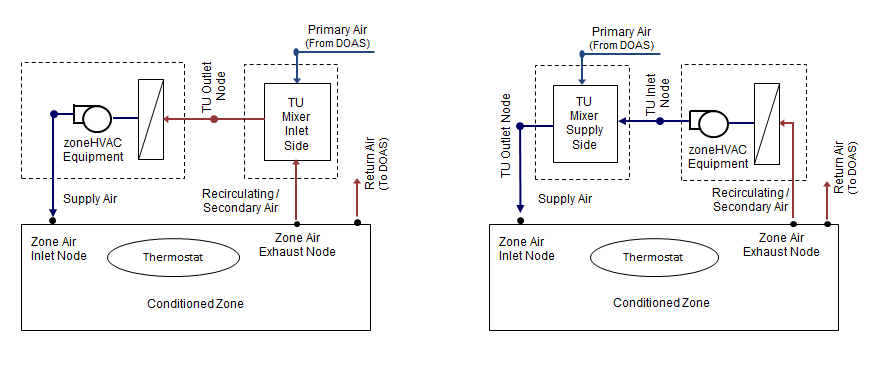 Primary Air
(From DOAS)
TU Outlet
Node
TU
Mixer
Inlet
Side
zoneHVAC
Equipment
Supply Air
Recirculating /
Secondary Air
Return Air
(To DOAS)
Zone Air
Inlet Node
Thermostat
Zone Air
Exhaust Node
Conditioned Zone
Primary Air
(From DOAS)
TU Outlet Node
TU
Mixer
Supply
Side
TU Inlet
Node
zoneHVAC
Equipment
Supply Air
Recirculating /
Secondary Air
Return Air
(To DOAS)
Zone Air
Inlet Node
Thermostat
Zone Air
Exhaust Node
Conditioned Zone